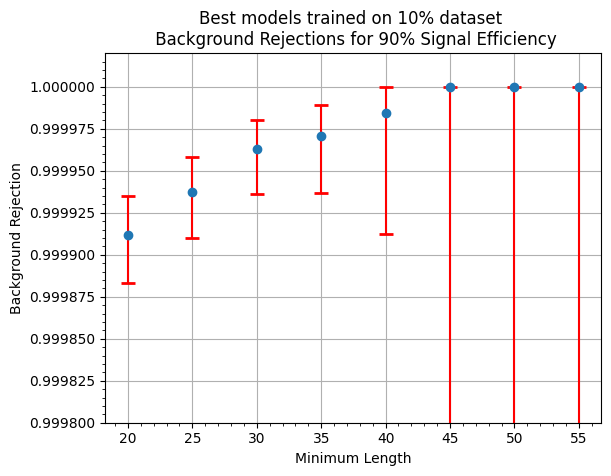 Best models trained on 10% dataset
Background Rejections for 90% Signal Efficiency
1.000000
0.999975
0.999950
0.999925
0.999900
0.999875
0.999850
0.999825
0.999800
Background Rejection
20 25 30 35 40 45 50 55
Minimum Length